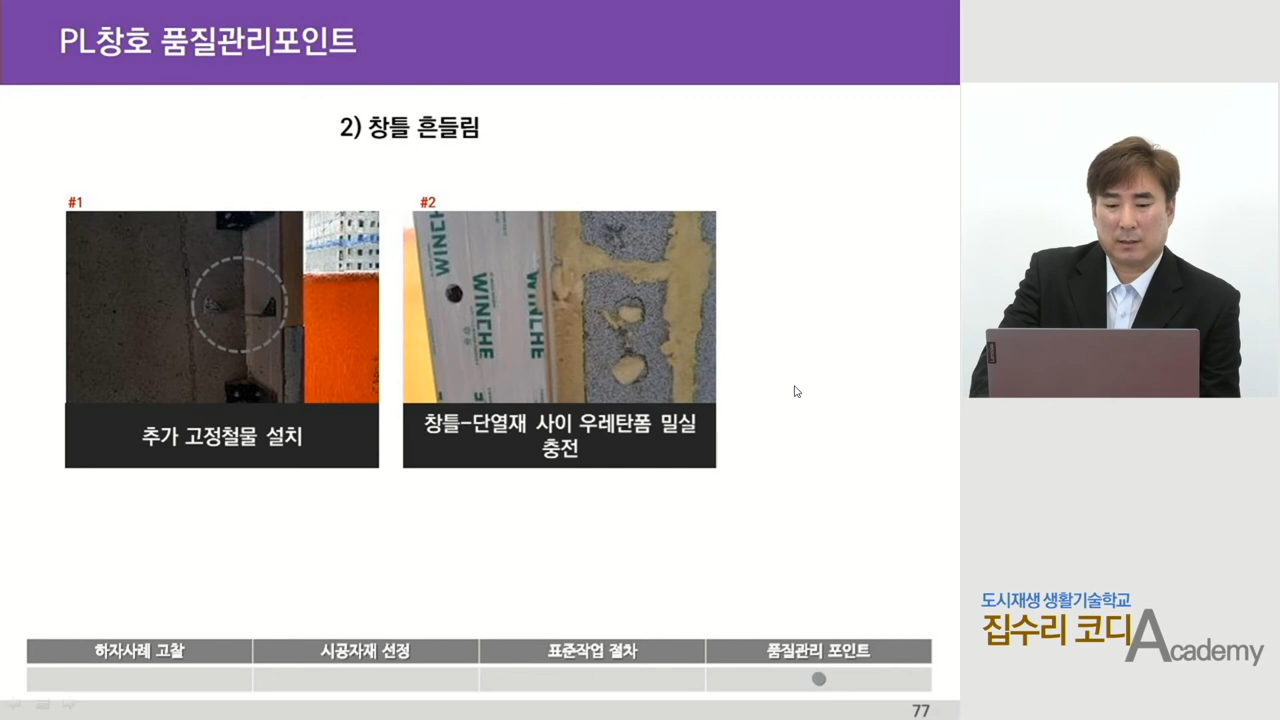 PL창호 품질관리포인트
2) 창틀 흔들림
#1
#2
WINCHE
WINCHE
WINCHE
추가 고정철물 설치
창틀-단열재 사이 우레탄폼 밀실
충전
도시재생 생활기술학교
집수리 코디Academy
하자사례 고찰
시공자재 선정
표준작업 절차
품질관리 포인트
77